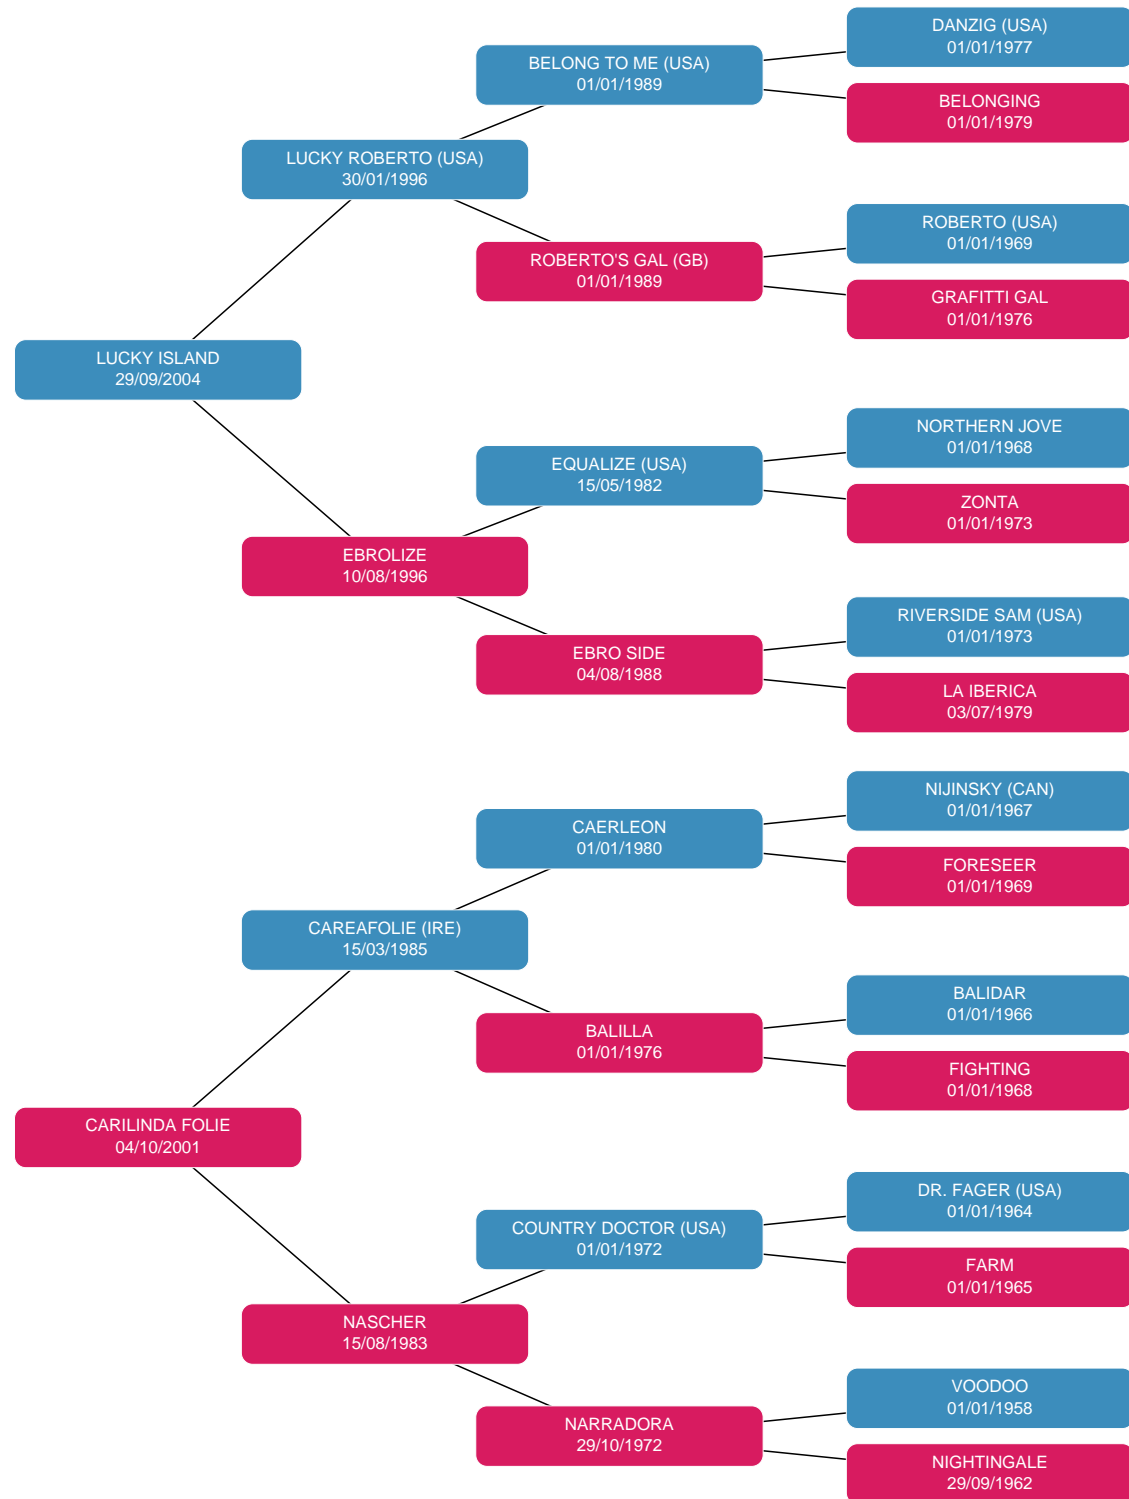 DANZIG (USA)
01/01/1977
BELONG TO ME (USA)
01/01/1989
BELONGING
01/01/1979
LUCKY ROBERTO (USA)
30/01/1996
ROBERTO (USA)
01/01/1969
ROBERTO'S GAL (GB)
01/01/1989
GRAFITTI GAL
01/01/1976
LUCKY ISLAND
29/09/2004
NORTHERN JOVE
01/01/1968
EQUALIZE (USA)
15/05/1982
ZONTA
01/01/1973
EBROLIZE
10/08/1996
RIVERSIDE SAM (USA)
01/01/1973
EBRO SIDE
04/08/1988
LA IBERICA
03/07/1979
NIJINSKY (CAN)
01/01/1967
CAERLEON
01/01/1980
FORESEER
01/01/1969
CAREAFOLIE (IRE)
15/03/1985
BALIDAR
01/01/1966
BALILLA
01/01/1976
FIGHTING
01/01/1968
CARILINDA FOLIE
04/10/2001
DR. FAGER (USA)
01/01/1964
COUNTRY DOCTOR (USA)
01/01/1972
FARM
01/01/1965
NASCHER
15/08/1983
VOODOO
01/01/1958
NARRADORA
29/10/1972
NIGHTINGALE
29/09/1962